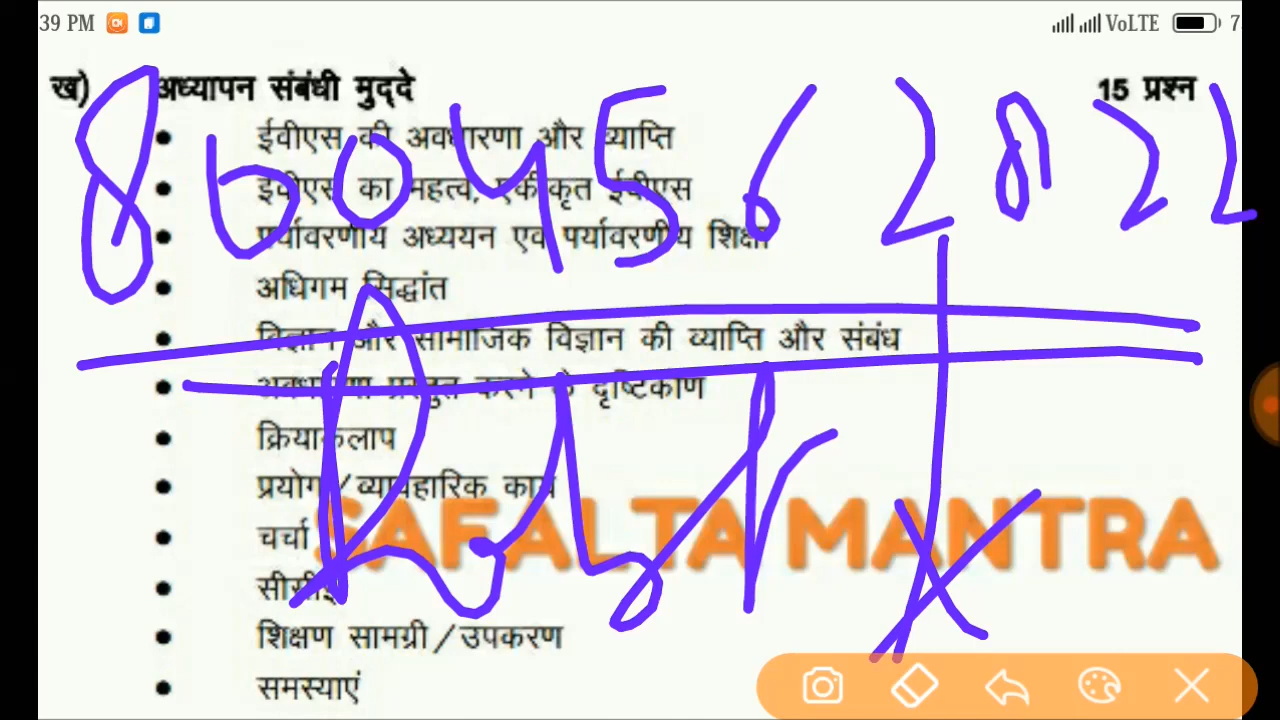 39 PM VoLTE 7
ख) अध्यापन संबंधी मुद्दे 15 प्रश्न
• ईवीएस की अवधारणा और व्याप्ति
• ईवीएस का महत्व, एकीकृत ईवीएस
• पर्यावरणीय अध्ययन एवं पर्यावरणीय शिक्षा
• अधिगम सिद्धांत
• विज्ञान और सामाजिक विज्ञान की व्याप्ति और संबंध
• अवधारणा प्रस्तुत करने के दृष्टिकोण
• क्रियाकलाप
• प्रयोग/व्यावहारिक कार्य
• चर्चा
SAFALTA MANTRA
• सीसीई
• शिक्षण सामग्री/उपकरण
• समस्याएं